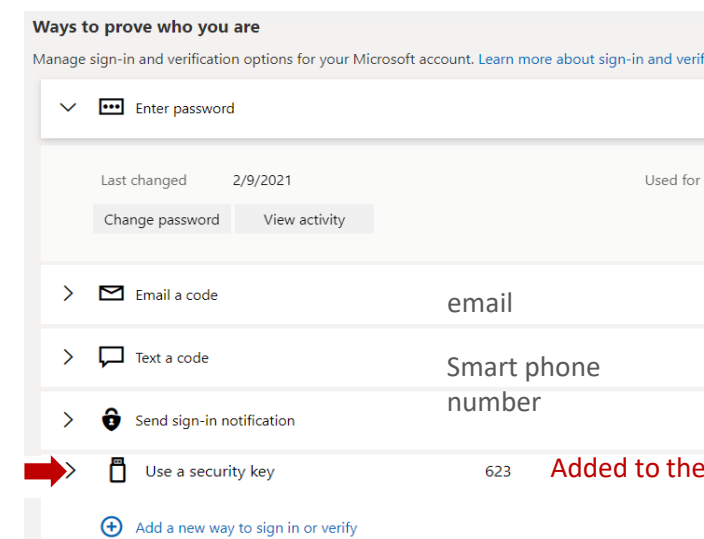 Ways to prove who you are
Manage sign-in and verification options for your Microsoft account. Learn more about sign-in and verif
Enter password
Last changed 2/9/2021 Used for
Change password View activity
Email a code email
Text a code Smart phone
number
Send sign-in notification
Use a security key 623 Added to the
Add a new way to sign in or verify